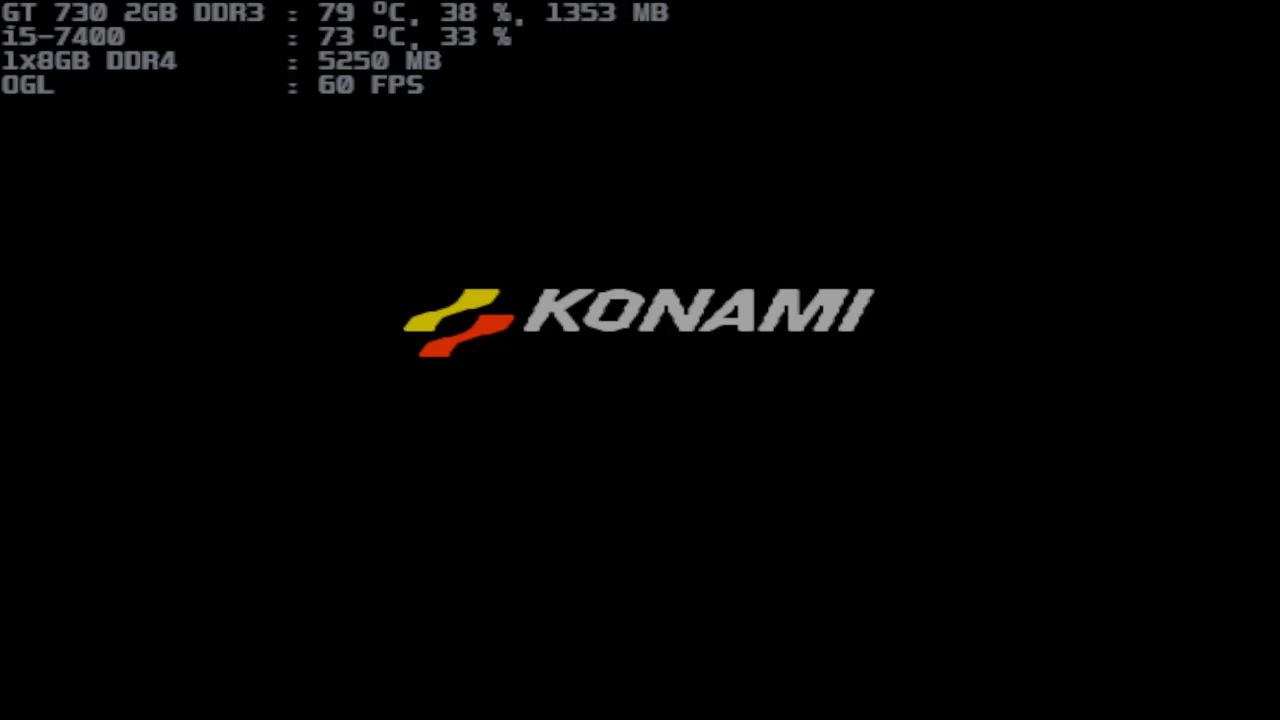 GT 730 2GB DDR3 : 79 ºC, 38 %, 1353 MB
i5-7400 : 73 ºC, 33 %
1x8GB DDR4 : 5250 MB
OGL : 60 FPS
KONAMI